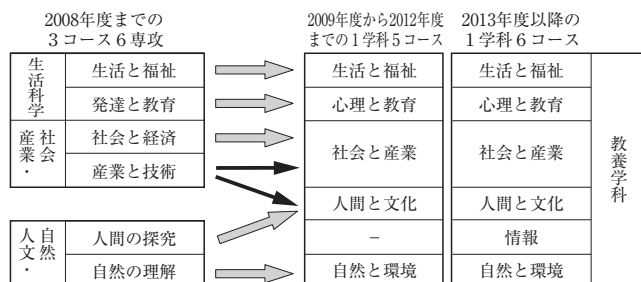 2008年度までの
3コース6専攻
2009年度から2012年度
までの1学科5コース
2013年度以降の
1学科6コース
生活科学
生活と福祉
発達と教育
社会・産業
社会と経済
産業と技術
人文・自然
人間の探究
自然の理解
生活と福祉
心理と教育
社会と産業
人間と文化
−
自然と環境
生活と福祉
心理と教育
社会と産業
人間と文化
情報
自然と環境
教養学科